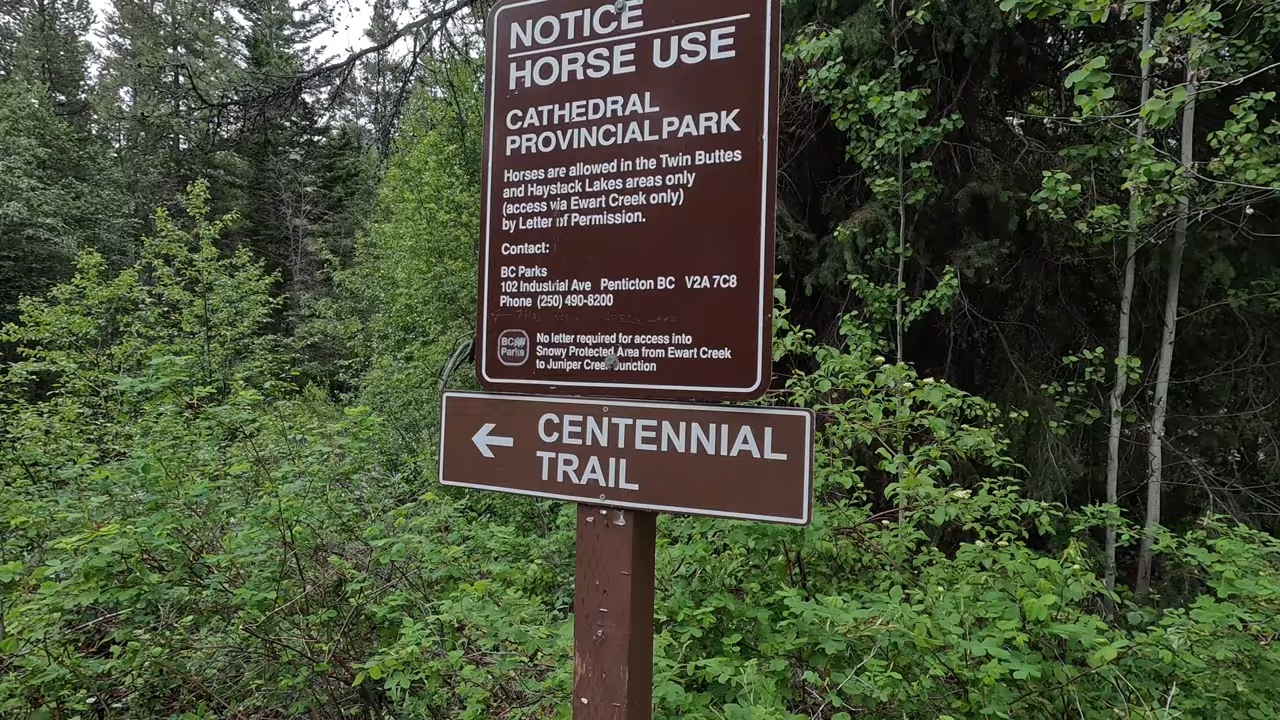 NOTICE
HORSE USE
CATHEDRAL
PROVINCIAL PARK
Horses are allowed in the Twin Buttes
and Haystack Lakes areas only
(access via Ewart Creek only)
by Letter of Permission.
Contact:
BC Parks
102 Industrial Ave Penticton BC V2A 7C8
Phone (250) 490-8200
BC
Parks
No letter required for access into
Snowy Protected Area from Ewart Creek
to Juniper Creek Junction
CENTENNIAL
TRAIL